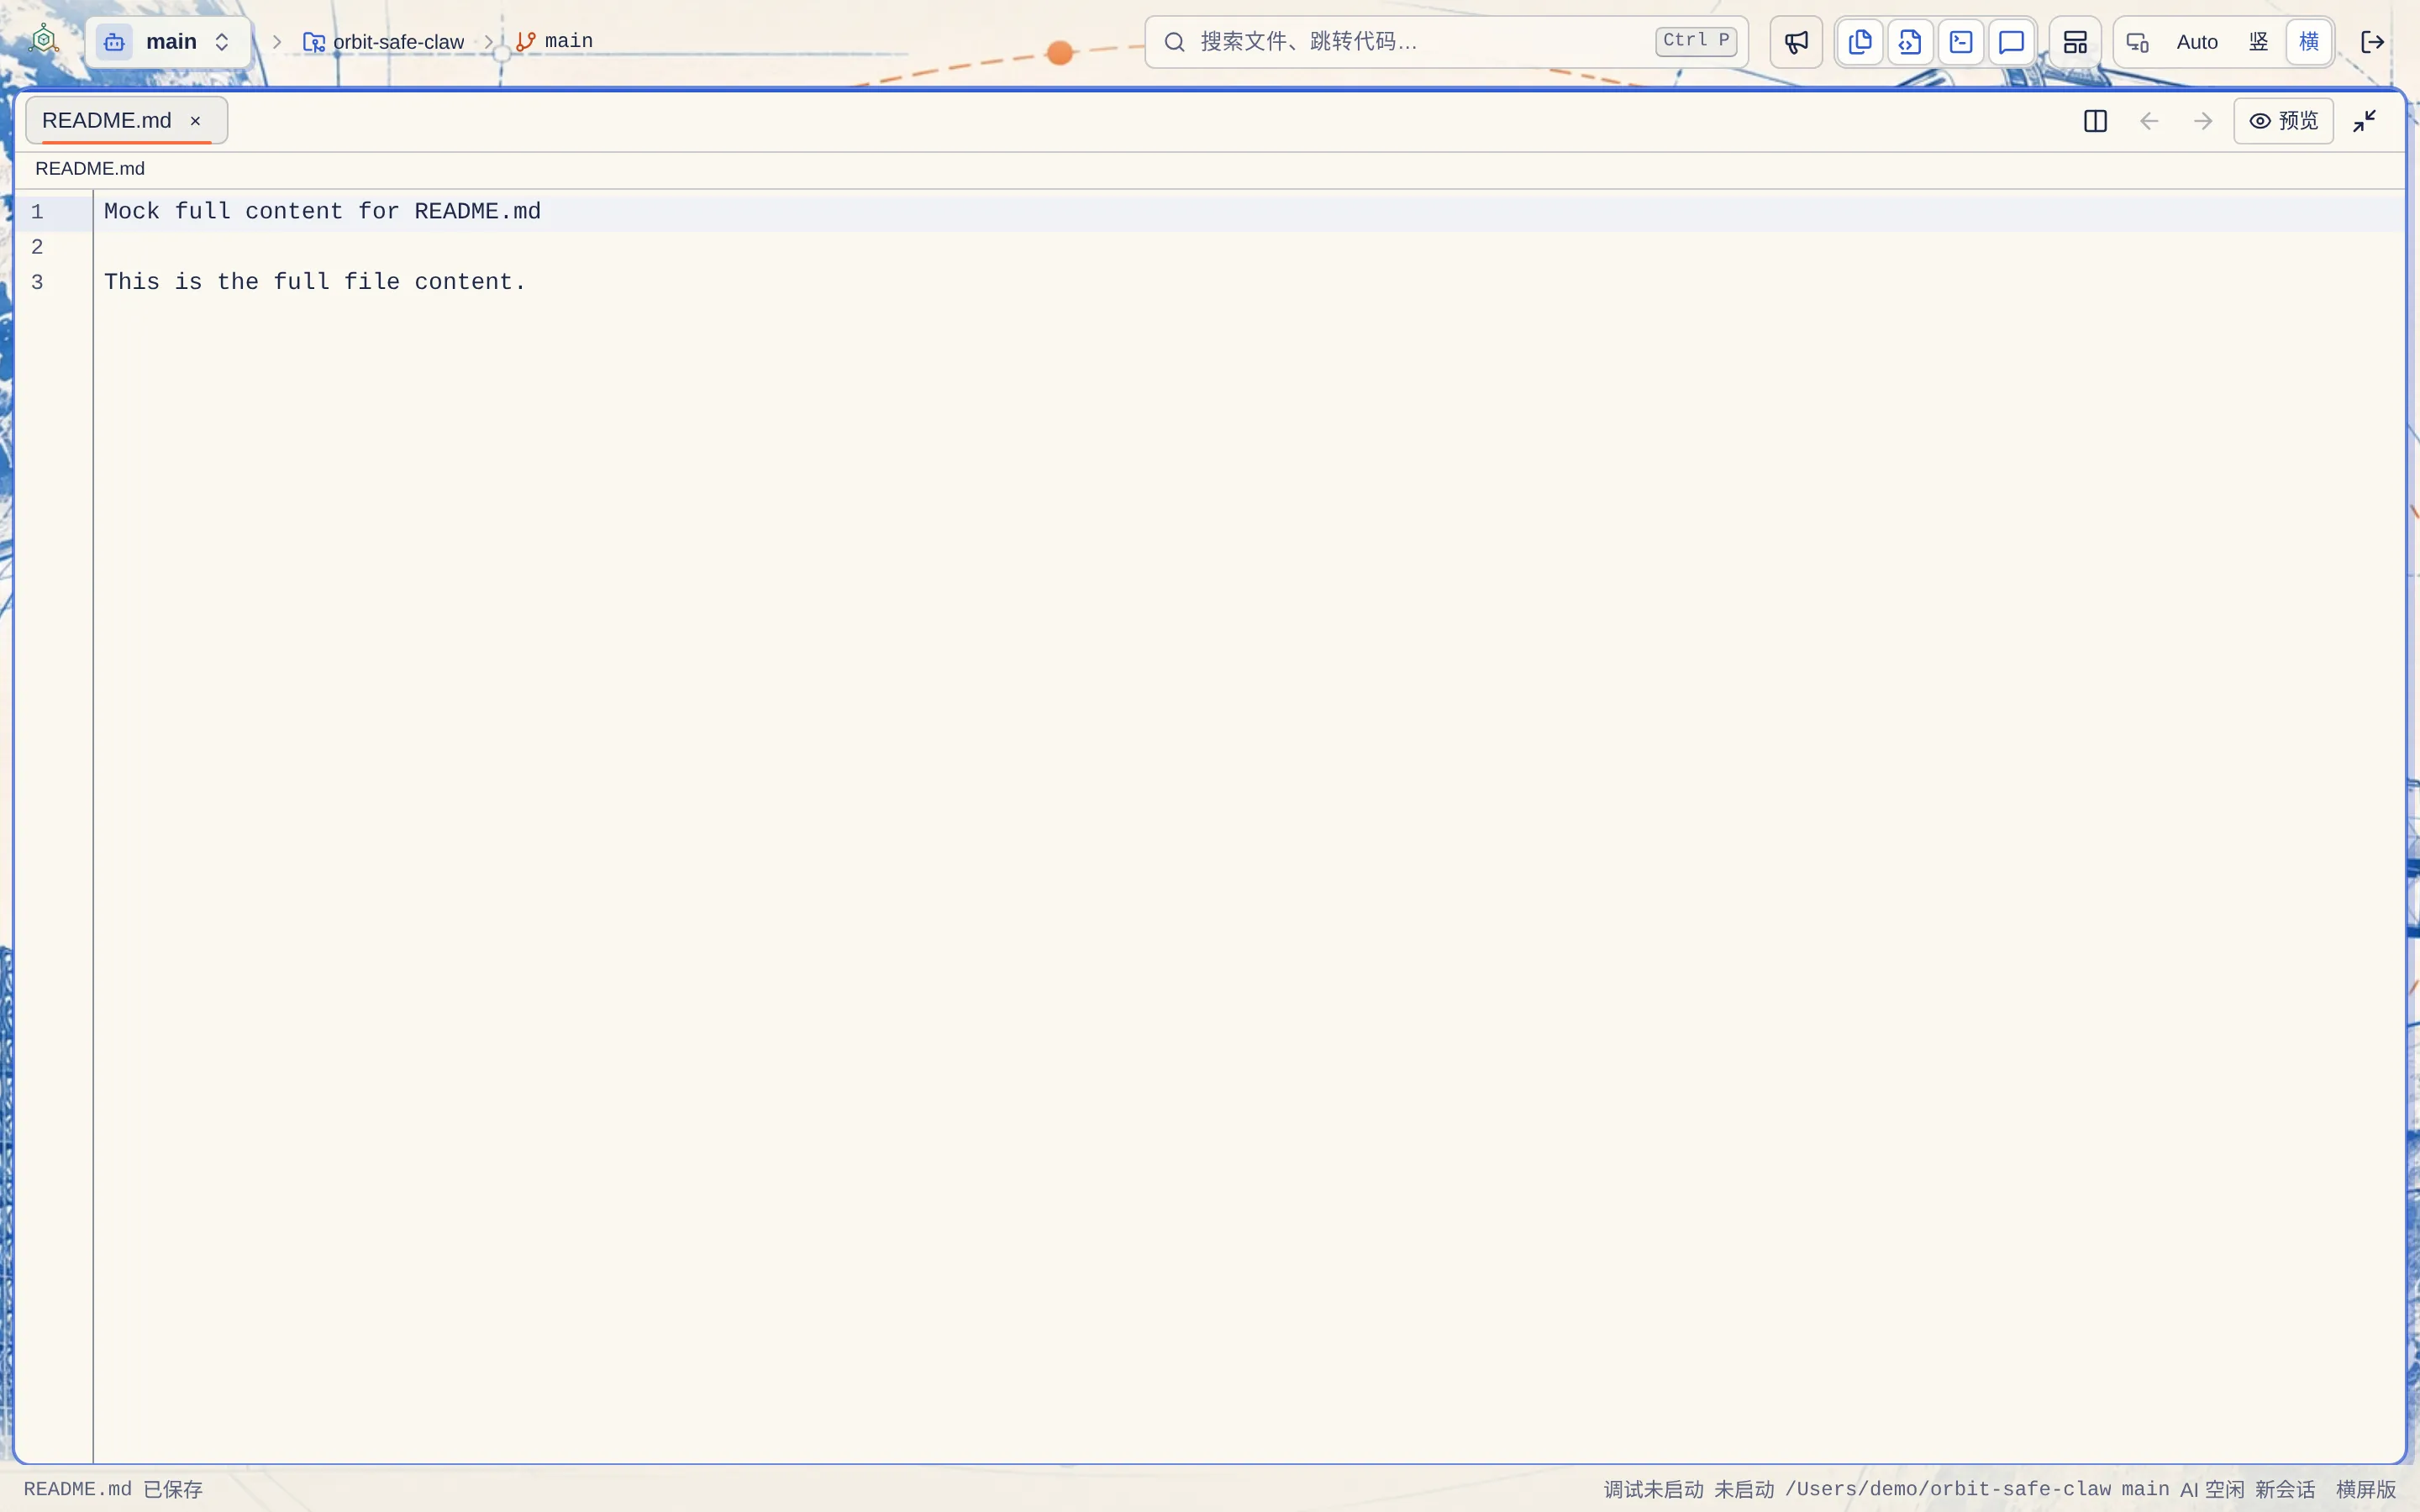 main orbit-safe-claw main 搜索文件、跳转代码... Ctrl P Auto 竖 横
README.md × 预览
README.md
1 Mock full content for README.md
2
3 This is the full file content.
README.md 已保存 调试未启动 未启动 /Users/demo/orbit-safe-claw main AI 空闲 新会话 横屏版